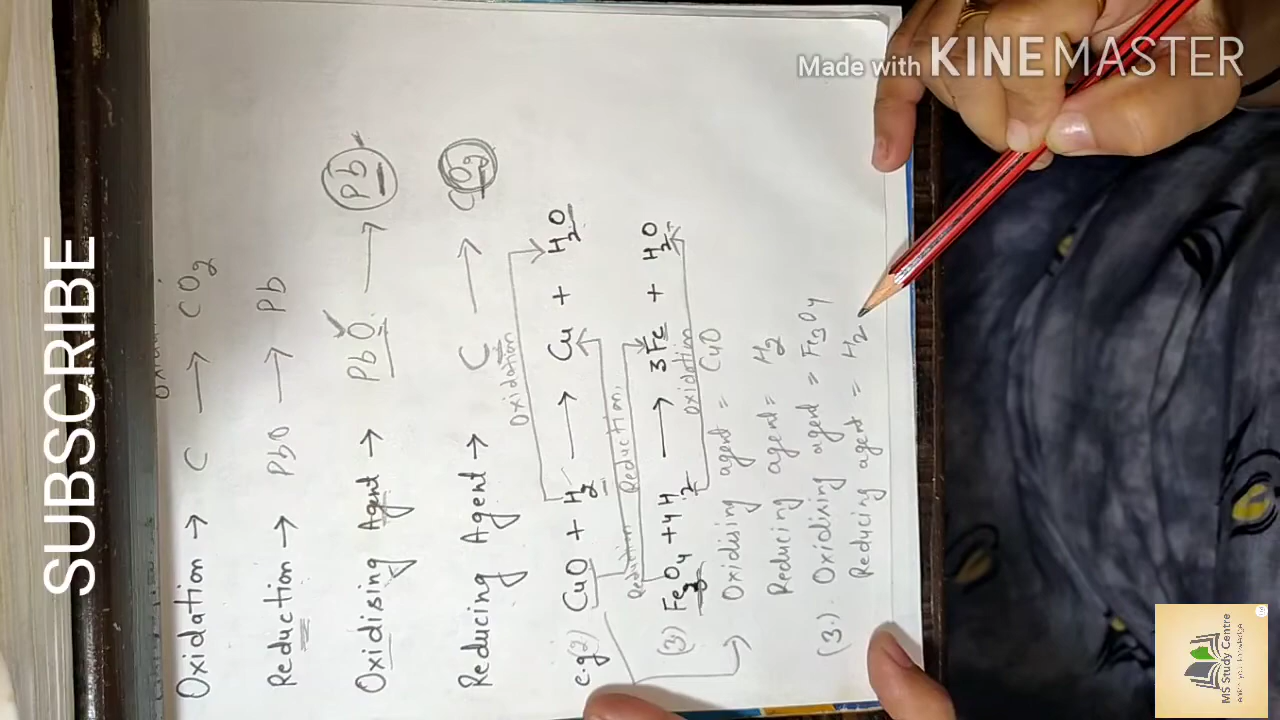 Made with KINEMASTER
SUBSCRIBE
Oxidation → C → CO2
Reduction → PbO → Pb
Oxidising Agent → PbO → Pb
Reducing Agent → C →
Oxidation
e.g(2) CuO + H2 → Cu + H2O
Reduction Reduction
(3) Fe3O4 + 4H2 → 3Fe + H2O
Oxidation
Oxidising agent = CuO
Reducing agent = H2
(3.) Oxidising agent = Fe3O4
Reducing agent = H2
MS Study Centre